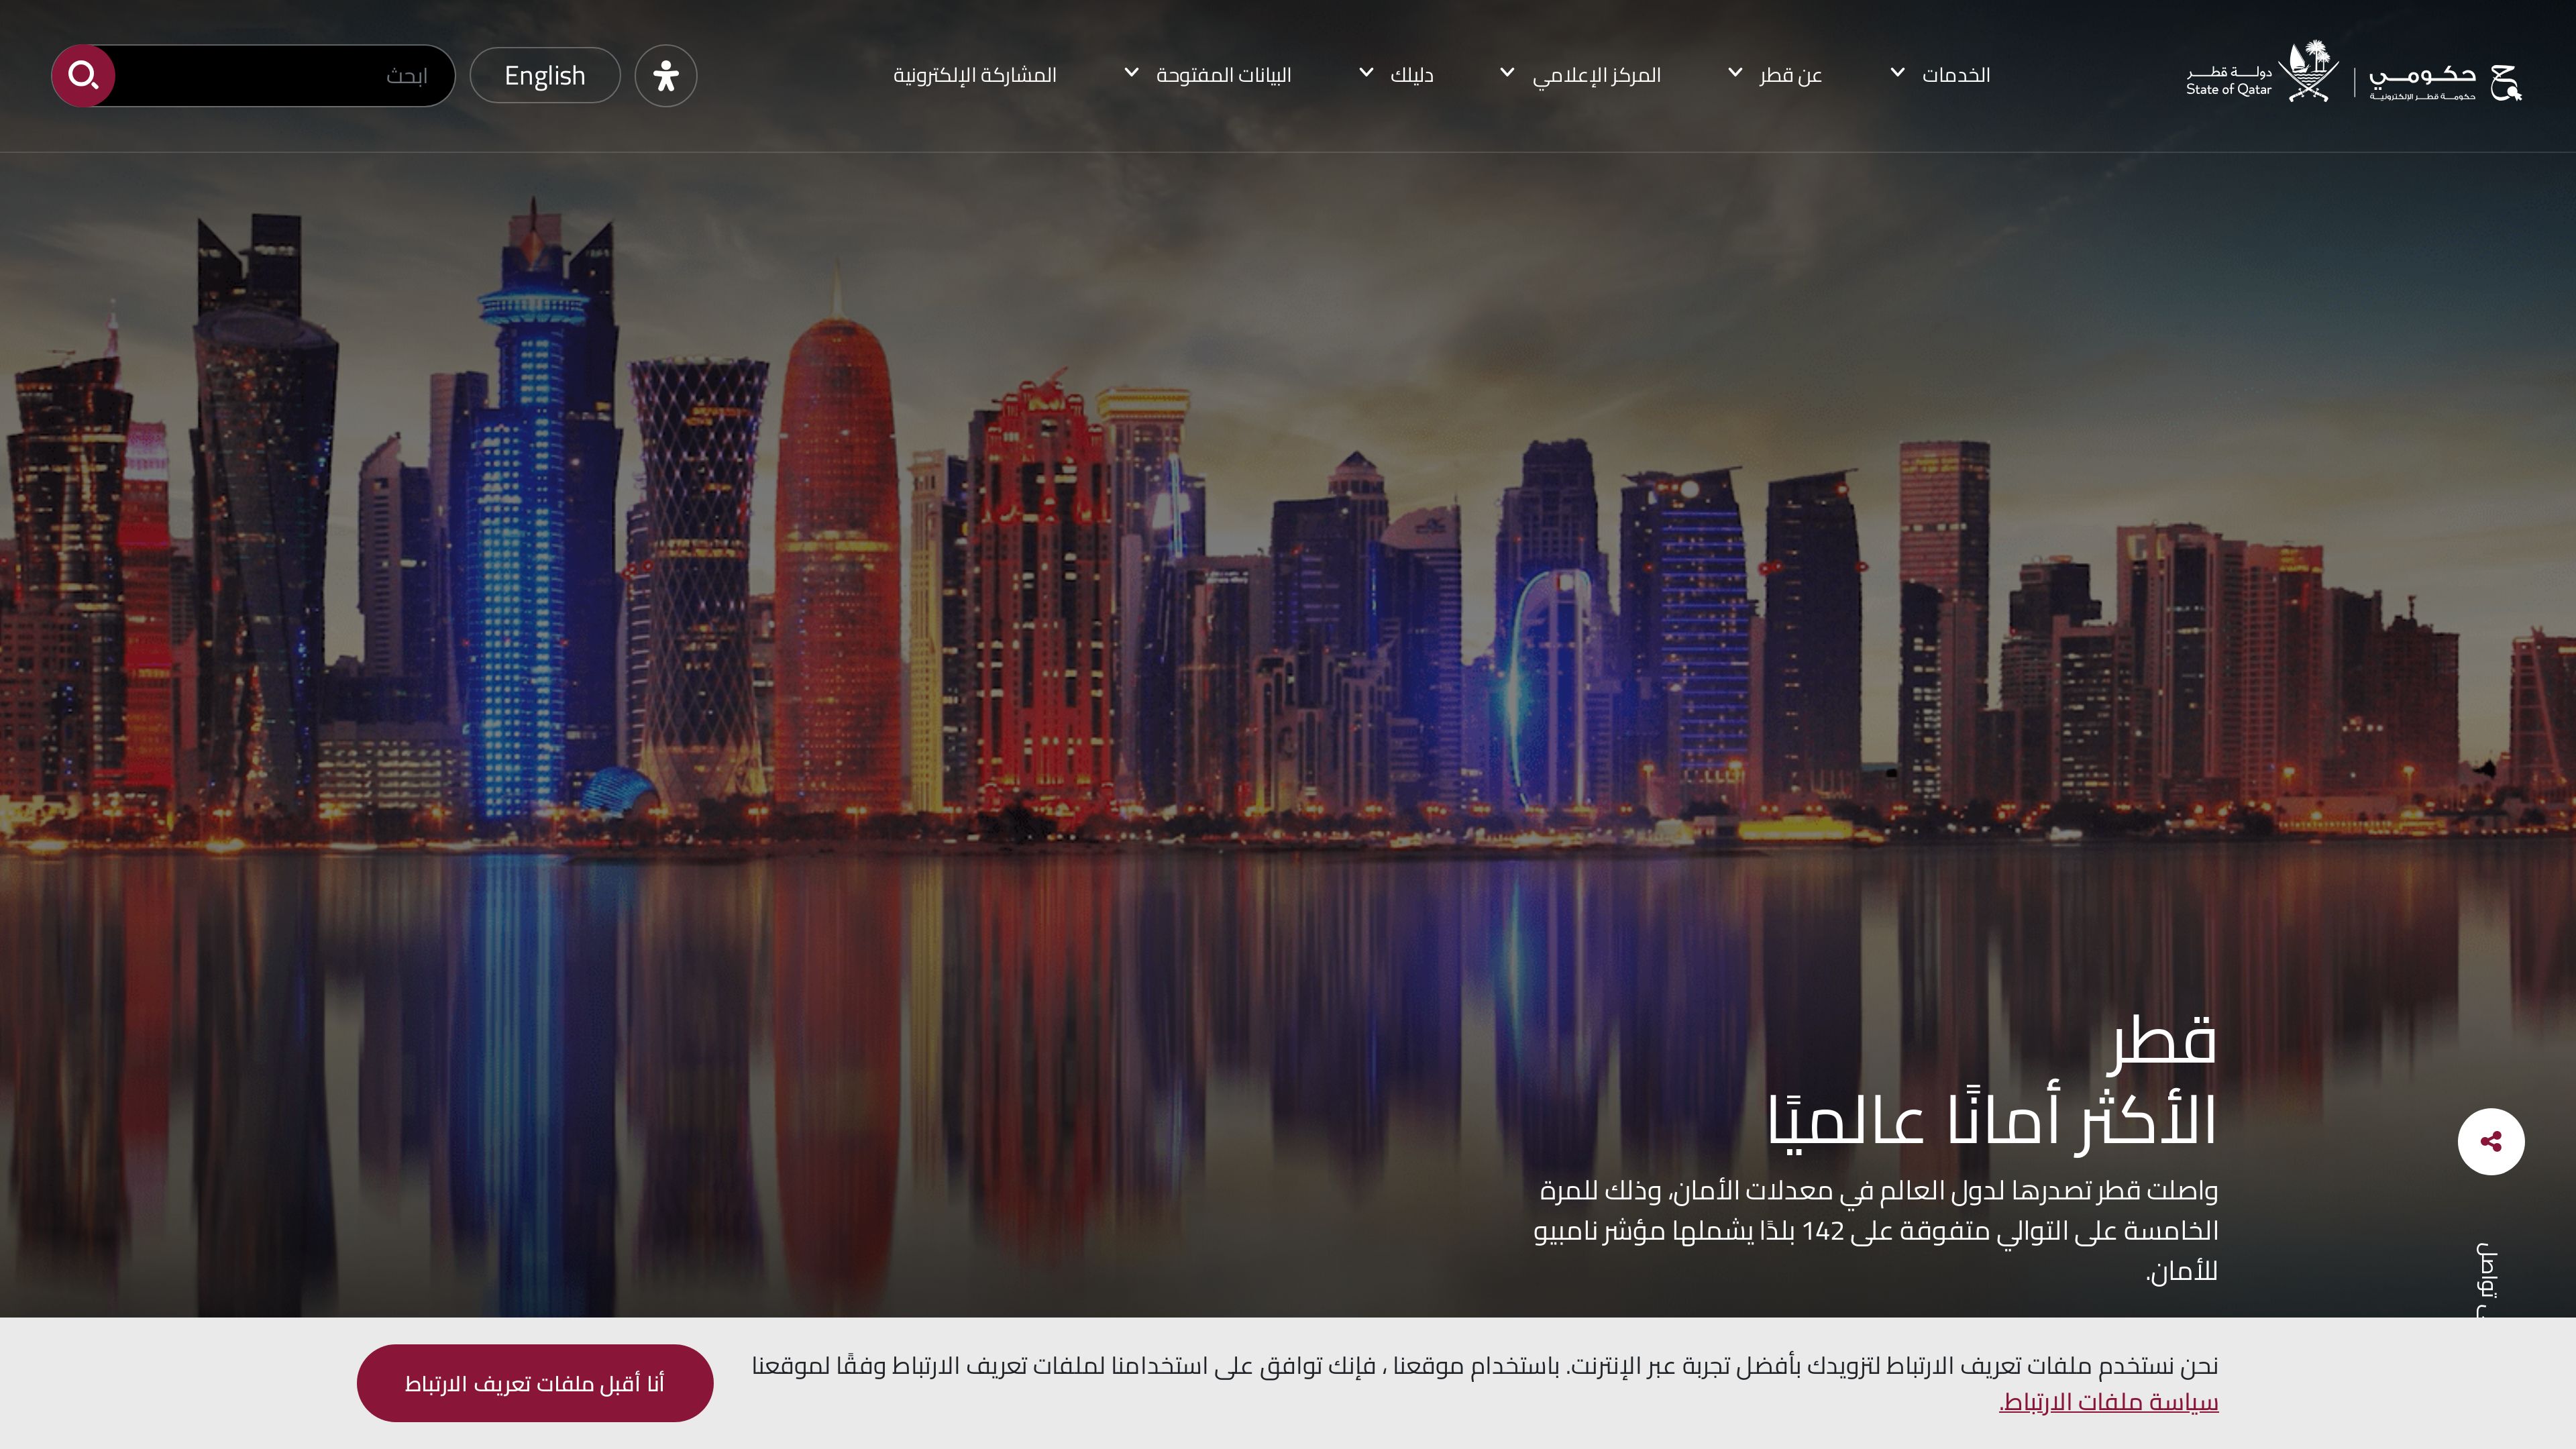 حكومي
حكومة قطر الإلكترونية
دولة قطر
State of Qatar
الخدمات
عن قطر
المركز الإعلامي
دليلك
البيانات المفتوحة
المشاركة الإلكترونية
English
ابحث
قطر
الأكثر أمانًا عالميًا
واصلت قطر تصدرها لدول العالم في معدلات الأمان، وذلك للمرة
الخامسة على التوالي متفوقة على 142 بلدًا يشملها مؤشر نامبيو
للأمان.
تواصل
نحن نستخدم ملفات تعريف الارتباط لتزويدك بأفضل تجربة عبر الإنترنت. باستخدام موقعنا ، فإنك توافق على استخدامنا لملفات تعريف الارتباط وفقًا لموقعنا
سياسة ملفات الارتباط.
أنا أقبل ملفات تعريف الارتباط